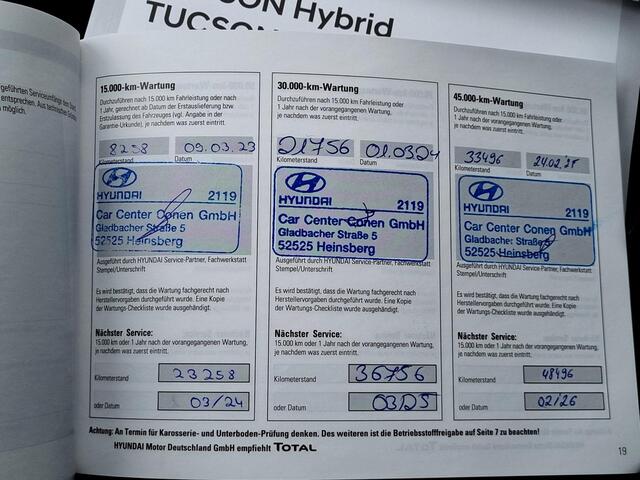 SON Hybrid
TUCSON
geführten Serviceumfänge
entsprechen. Aus technischen
möglich.
15.000-km-Wartung
Durchzuführen nach 15.000 km Fahrleistung oder nach
1 Jahr, gerechnet ab Datum der Erstauslieferung bzw.
Erstzulassung des Fahrzeuges (vgl. Angabe in der
Garantie-Urkunde), je nachdem was zuerst eintritt.
8258 09.03.23
Kilometerstand Datum
HYUNDAI 2119
Car Center Conen GmbH
Gladbacher Straße 5
52525 Heinsberg
Ausgeführt durch HYUNDAI Service-Partner, Fachwerkstatt
Stempel/Unterschrift
Es wird bestätigt, dass die Wartung fachgerecht nach
Herstellervorgaben durchgeführt wurde. Eine Kopie
der Wartungs-Checkliste wurde ausgehändigt.
Nächster Service:
15.000 km oder 1 Jahr nach der vorangegangenen Wartung,
je nachdem was zuerst eintritt.
Kilometerstand 23258
oder Datum 03/24
30.000-km-Wartung
Durchzuführen nach 15.000 km Fahrleistung oder
1 Jahr nach der vorangegangenen Wartung
je nachdem was zuerst eintritt.
21756 01.03.24
Kilometerstand Datum
HYUNDAI 2119
Car Center Conen GmbH
Gladbacher Straße 5
52525 Heinsberg
Ausgeführt durch HYUNDAI Service-Partner, Fachwerkstatt
Stempel/Unterschrift
Es wird bestätigt, dass die Wartung fachgerecht nach
Herstellervorgaben durchgeführt wurde. Eine Kopie
der Wartungs-Checkliste wurde ausgehändigt.
Nächster Service:
15.000 km oder 1 Jahr nach der vorangegangenen Wartung,
je nachdem was zuerst eintritt.
Kilometerstand 36756
oder Datum 03/25
45.000-km-Wartung
Durchzuführen nach 15.000 km Fahrleistung oder
1 Jahr nach der vorangegangenen Wartung
je nachdem was zuerst eintritt.
33496 24.02.25
Kilometerstand Datum
HYUNDAI 2119
Car Center Conen GmbH
Gladbacher Straße 5
52525 Heinsberg
Ausgeführt durch HYUNDAI Service-Partner, Fachwerkstatt
Stempel/Unterschrift
Es wird bestätigt, dass die Wartung fachgerecht nach
Herstellervorgaben durchgeführt wurde. Eine Kopie
der Wartungs-Checkliste wurde ausgehändigt.
Nächster Service:
15.000 km oder 1 Jahr nach der vorangegangenen Wartung,
je nachdem was zuerst eintritt.
Kilometerstand 48496
oder Datum 02/26
Achtung: An Termin für Karosserie- und Unterboden-Prüfung denken. Des weiteren ist die Betriebsstofffreigabe auf Seite 7 zu beachten!
HYUNDAI Motor Deutschland GmbH empfiehlt TOTAL
19